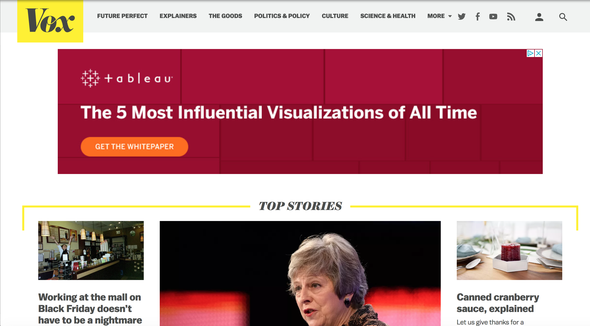 Vox
FUTURE PERFECT EXPLAINERS THE GOODS POLITICS & POLICY CULTURE SCIENCE & HEALTH MORE
+ableau
The 5 Most Influential Visualizations of All Time
GET THE WHITEPAPER
TOP STORIES
Working at the mall on
Black Friday doesn't
have to be a nightmare
Canned cranberry
sauce, explained
Let us give thanks for a